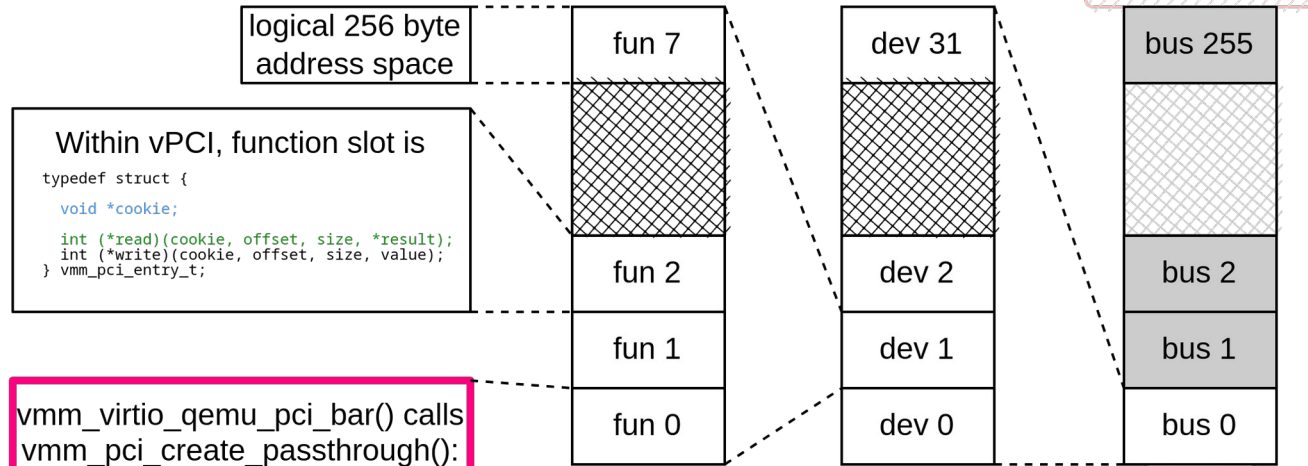 logical 256 byte
address space
Within vPCI, function slot is
typedef struct {
void *cookie;
int (*read)(cookie, offset, size, *result);
int (*write)(cookie, offset, size, value);
} vmm_pci_entry_t;
vmm_virtio_qemu_pci_bar() calls
vmm_pci_create_passthrough():
fun 7
fun 2
fun 1
fun 0
dev 31
dev 2
dev 1
dev 0
bus 255
bus 2
bus 1
bus 0